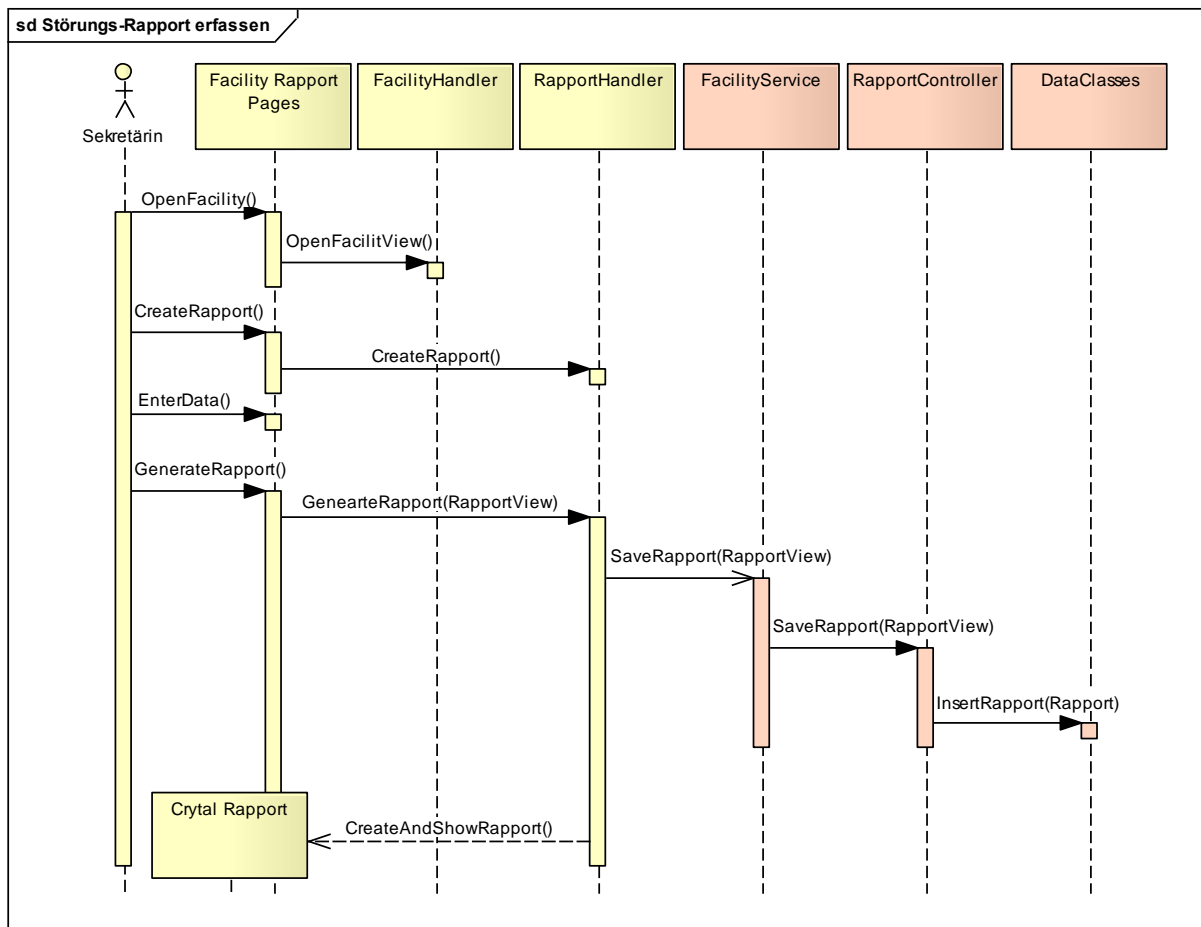 sd Störungs-Rapport erfassen
Sekretärin
Facility Rapport
Pages
FacilityHandler
RapportHandler
FacilityService
RapportController
DataClasses
OpenFacility()
OpenFacilitView()
CreateRapport()
CreateRapport()
EnterData()
GenerateRapport()
GenearteRapport(RapportView)
SaveRapport(RapportView)
SaveRapport(RapportView)
InsertRapport(Rapport)
Crytal Rapport
CreateAndShowRapport()